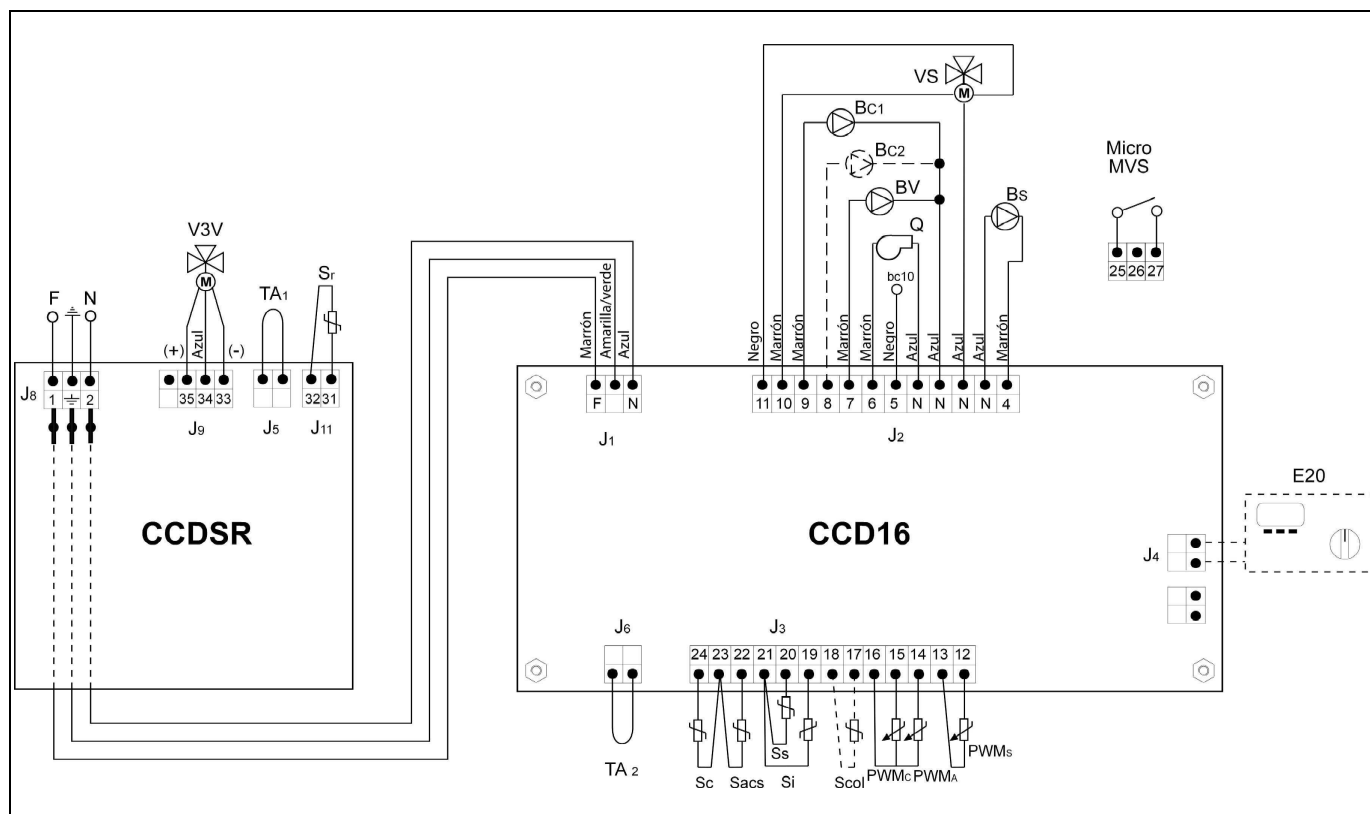 VS
BC1
BC2
BV
Q
bc10
BS
Micro
MVS
25 26 27
V3V
F N
(+) Azul (-)
TA1
Sr
Marrón
Amarilla/verde
Azul
Negro
Marrón
Marrón
Marrón
Marrón
Negro
Azul
Azul
Azul
Azul
Marrón
J8
1 2
35 34 33
32 31
J9
J5
J11
F N
J1
11 10 9 8 7 6 5 N N N N 4
J2
CCDSR
CCD16
E20
J4
J6
J3
24 23 22 21 20 19 18 17 16 15 14 13 12
TA 2
Sc
Sacs
Ss
Si
Scol
PWMC
PWMA
PWMS